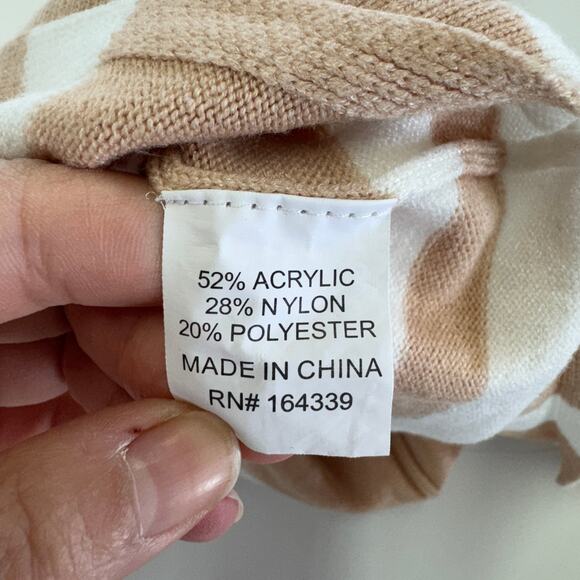 52% ACRYLIC
28% NYLON
20% POLYESTER
MADE IN CHINA
RN# 164339